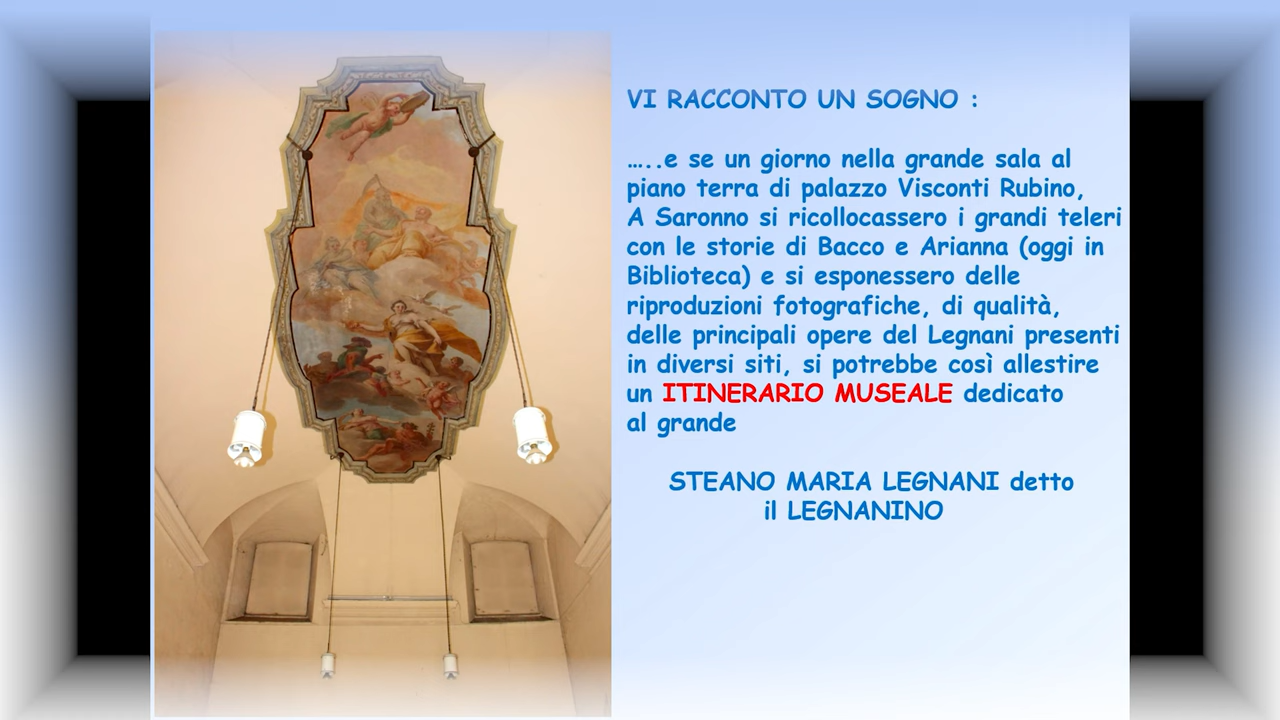 VI RACCONTO UN SOGNO :
…..e se un giorno nella grande sala al
piano terra di palazzo Visconti Rubino,
A Saronno si ricollocassero i grandi teleri
con le storie di Bacco e Arianna (oggi in
Biblioteca) e si esponessero delle
riproduzioni fotografiche, di qualità,
delle principali opere del Legnani presenti
in diversi siti, si potrebbe così allestire
un ITINERARIO MUSEALE dedicato
al grande
STEANO MARIA LEGNANI detto
il LEGNANINO